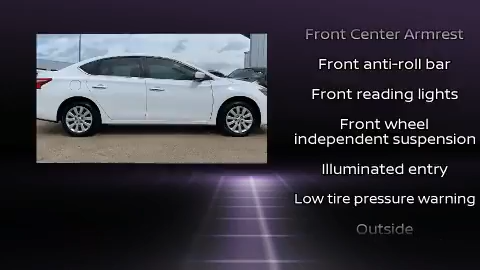 Front Center Armrest
Front anti-roll bar
Front reading lights
Front wheel
independent suspension
Illuminated entry
Low tire pressure warning
Outside